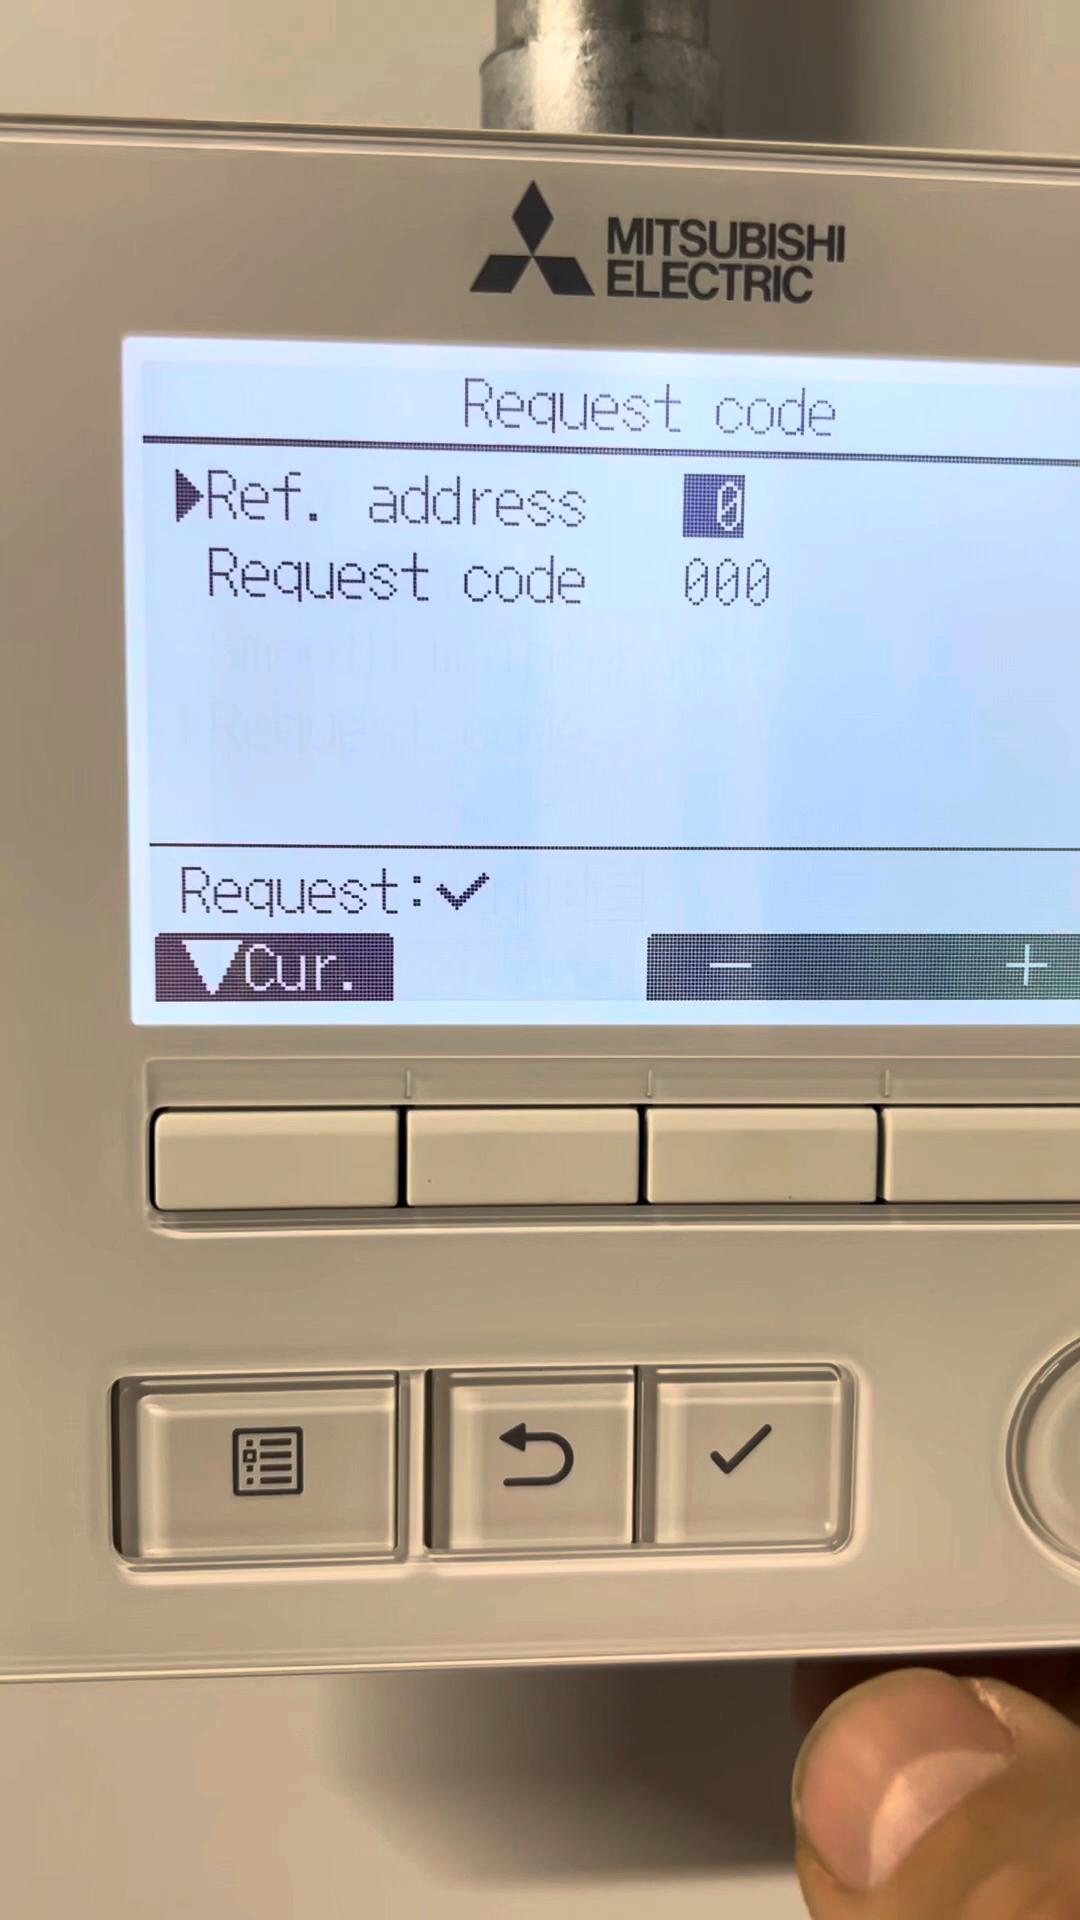 MITSUBISHI
ELECTRIC
Request code
▶Ref. address 0
Request code 000
Request:✓
▼Cur. − +